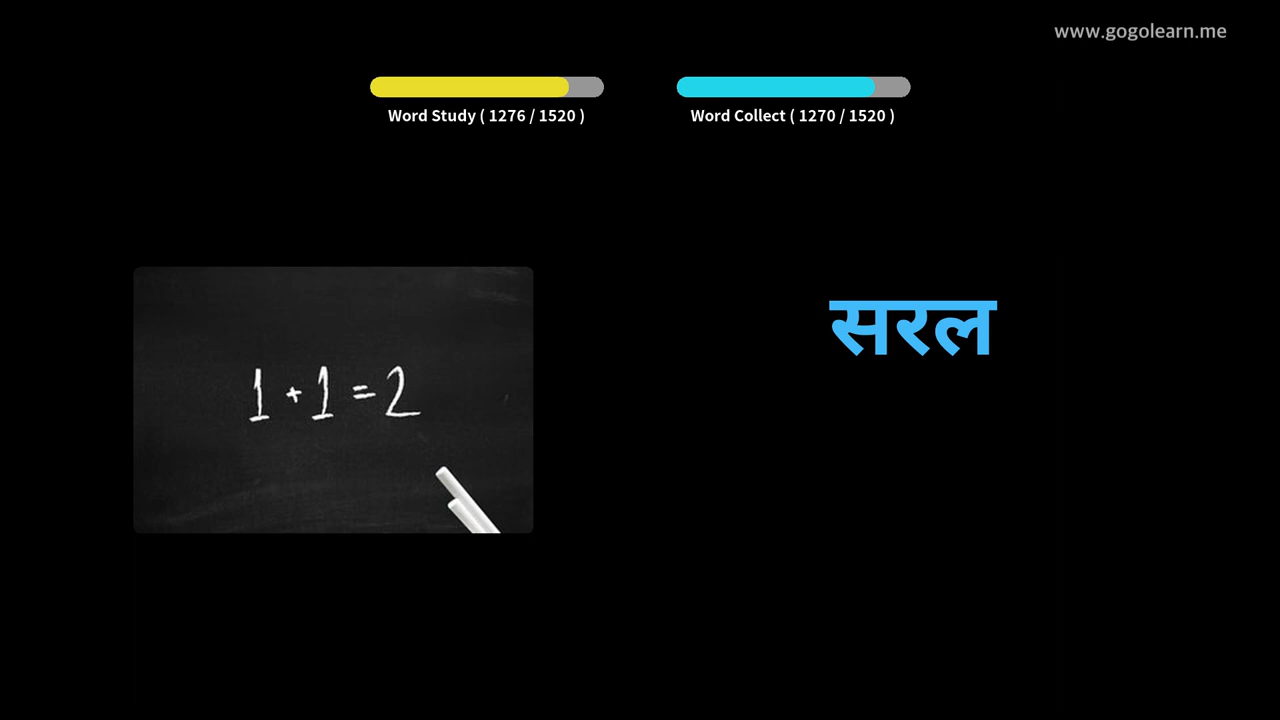 www.gogolearn.me
Word Study ( 1276 / 1520 )
Word Collect ( 1270 / 1520 )
1 + 1 = 2
सरल